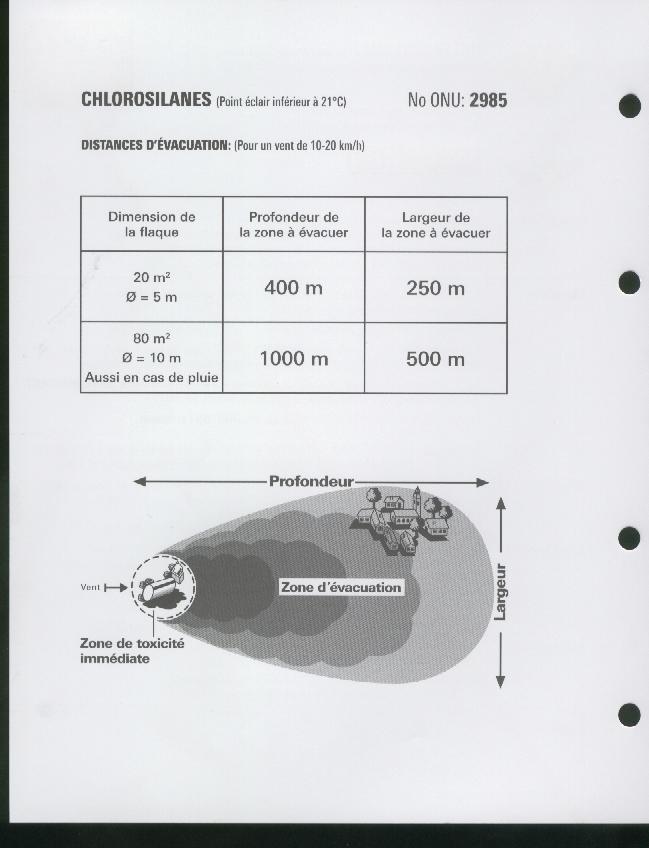 CHLOROSILANES (Point éclair inférieur à 21°C) No ONU: 2985
DISTANCES D'ÉVACUATION: (Pour un vent de 10-20 km/h)
Dimension de
la flaque
Profondeur de
la zone à évacuer
Largeur de
la zone à évacuer
20 m²
Ø = 5 m
400 m
250 m
80 m²
Ø = 10 m
Aussi en cas de pluie
1000 m
500 m
Profondeur
Vent
Zone d'évacuation
Largeur
Zone de toxicité
immédiate